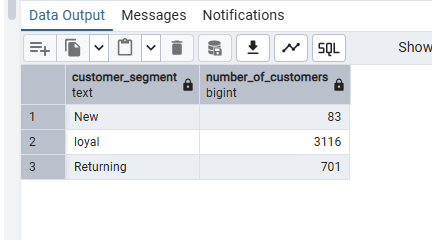 Data Output Messages Notifications
SQL Show
customer_segment number_of_customers
text bigint
1 New 83
2 loyal 3116
3 Returning 701